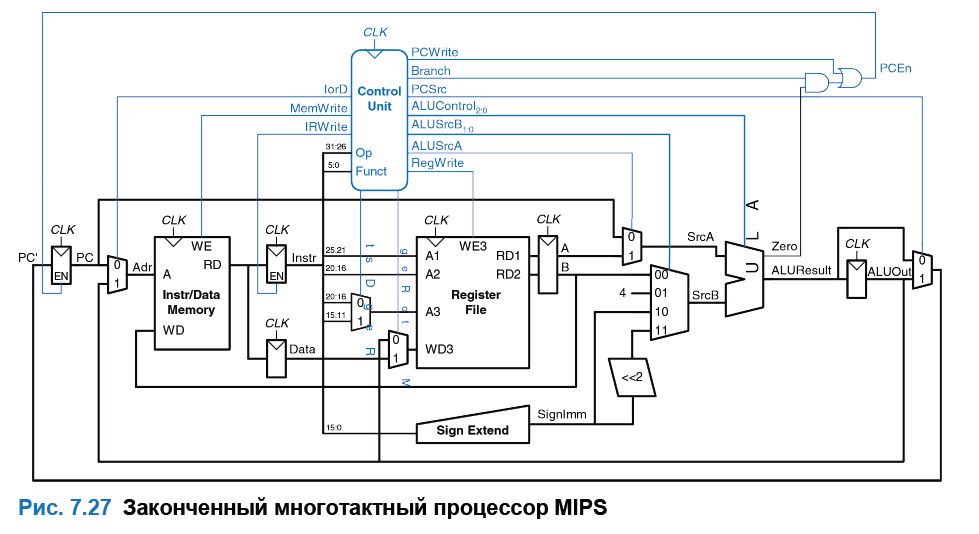 CLK
PCWrite
Branch
PCEn
IorD
Control
Unit
PCSrc
MemWrite
ALUControl2:0
IRWrite
ALUSrcB1:0
31:26
Op
ALUSrcA
5:0
Funct
RegWrite
CLK
CLK
CLK
CLK
CLK
CLK
PC'
PC
EN
0
1
Adr
A
WE
RD
Instr/Data
Memory
WD
EN
Instr
25:21
20:16
20:16
15:11
0
1
RegDst
MemtoReg
A1
A2
A3
WD3
WE3
RD1
RD2
Register
File
A
B
0
1
SrcA
00
4
01
10
11
SrcB
ALU
Zero
ALUResult
ALUOut
0
1
CLK
Data
0
1
<<2
SignImm
15:0
Sign Extend
Рис. 7.27 Законченный многотактный процессор MIPS